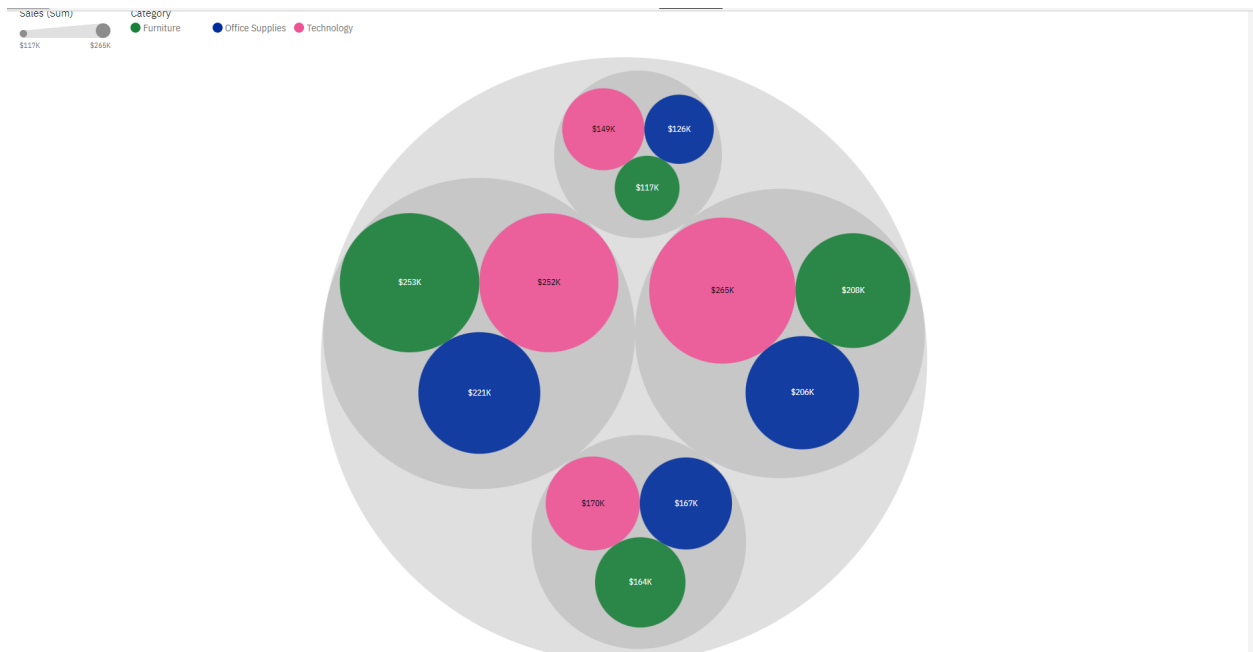 Sales (Sum)
$117K $265K
Category
Furniture Office Supplies Technology
$149K $126K
$117K
$253K $252K
$221K
$265K $208K
$206K
$170K $167K
$164K